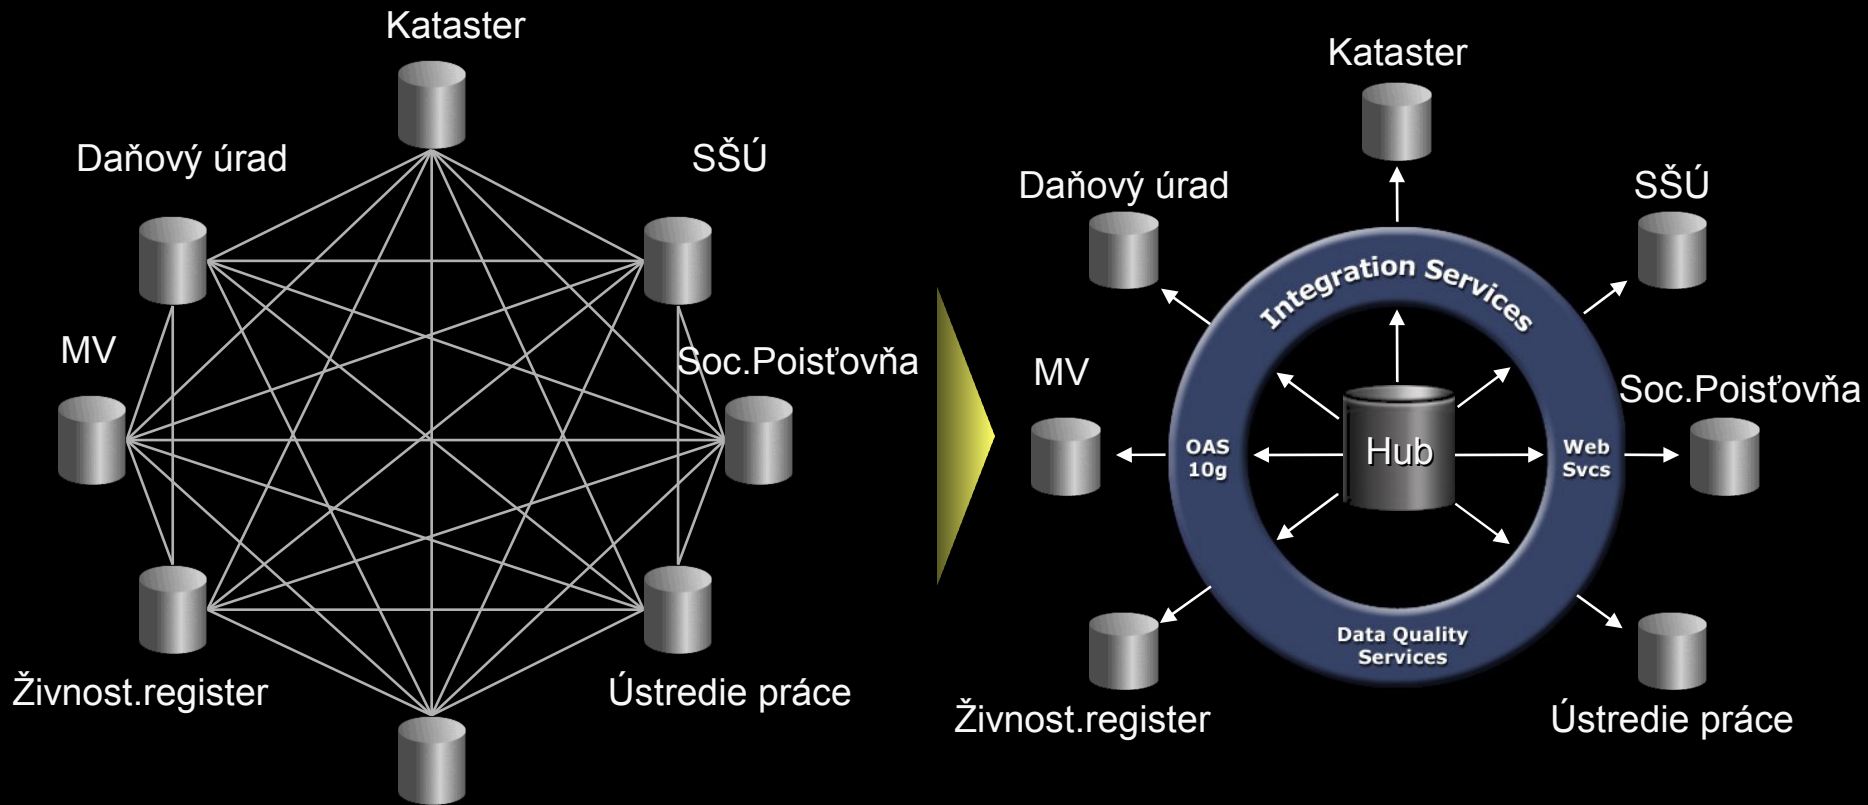 Kataster
Daňový úrad
SŠÚ
MV
Soc.Poisťovňa
Živnost.register
Ústredie práce
Kataster
Daňový úrad
SŠÚ
Integration Services
MV
Soc.Poisťovňa
OAS
10g
Hub
Web
Svcs
Data Quality
Services
Živnost.register
Ústredie práce